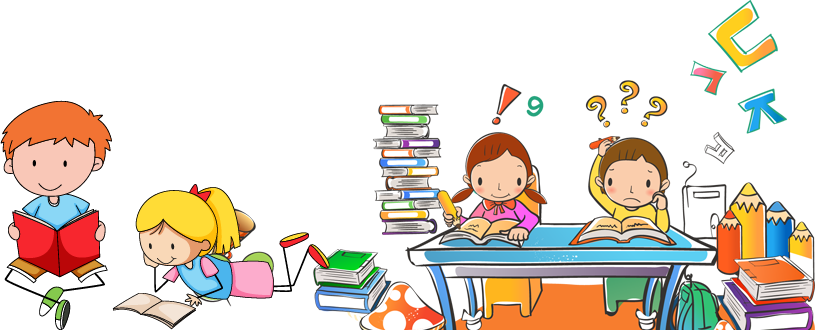 ㄷ
ㄱ
! 9 ? ? ?